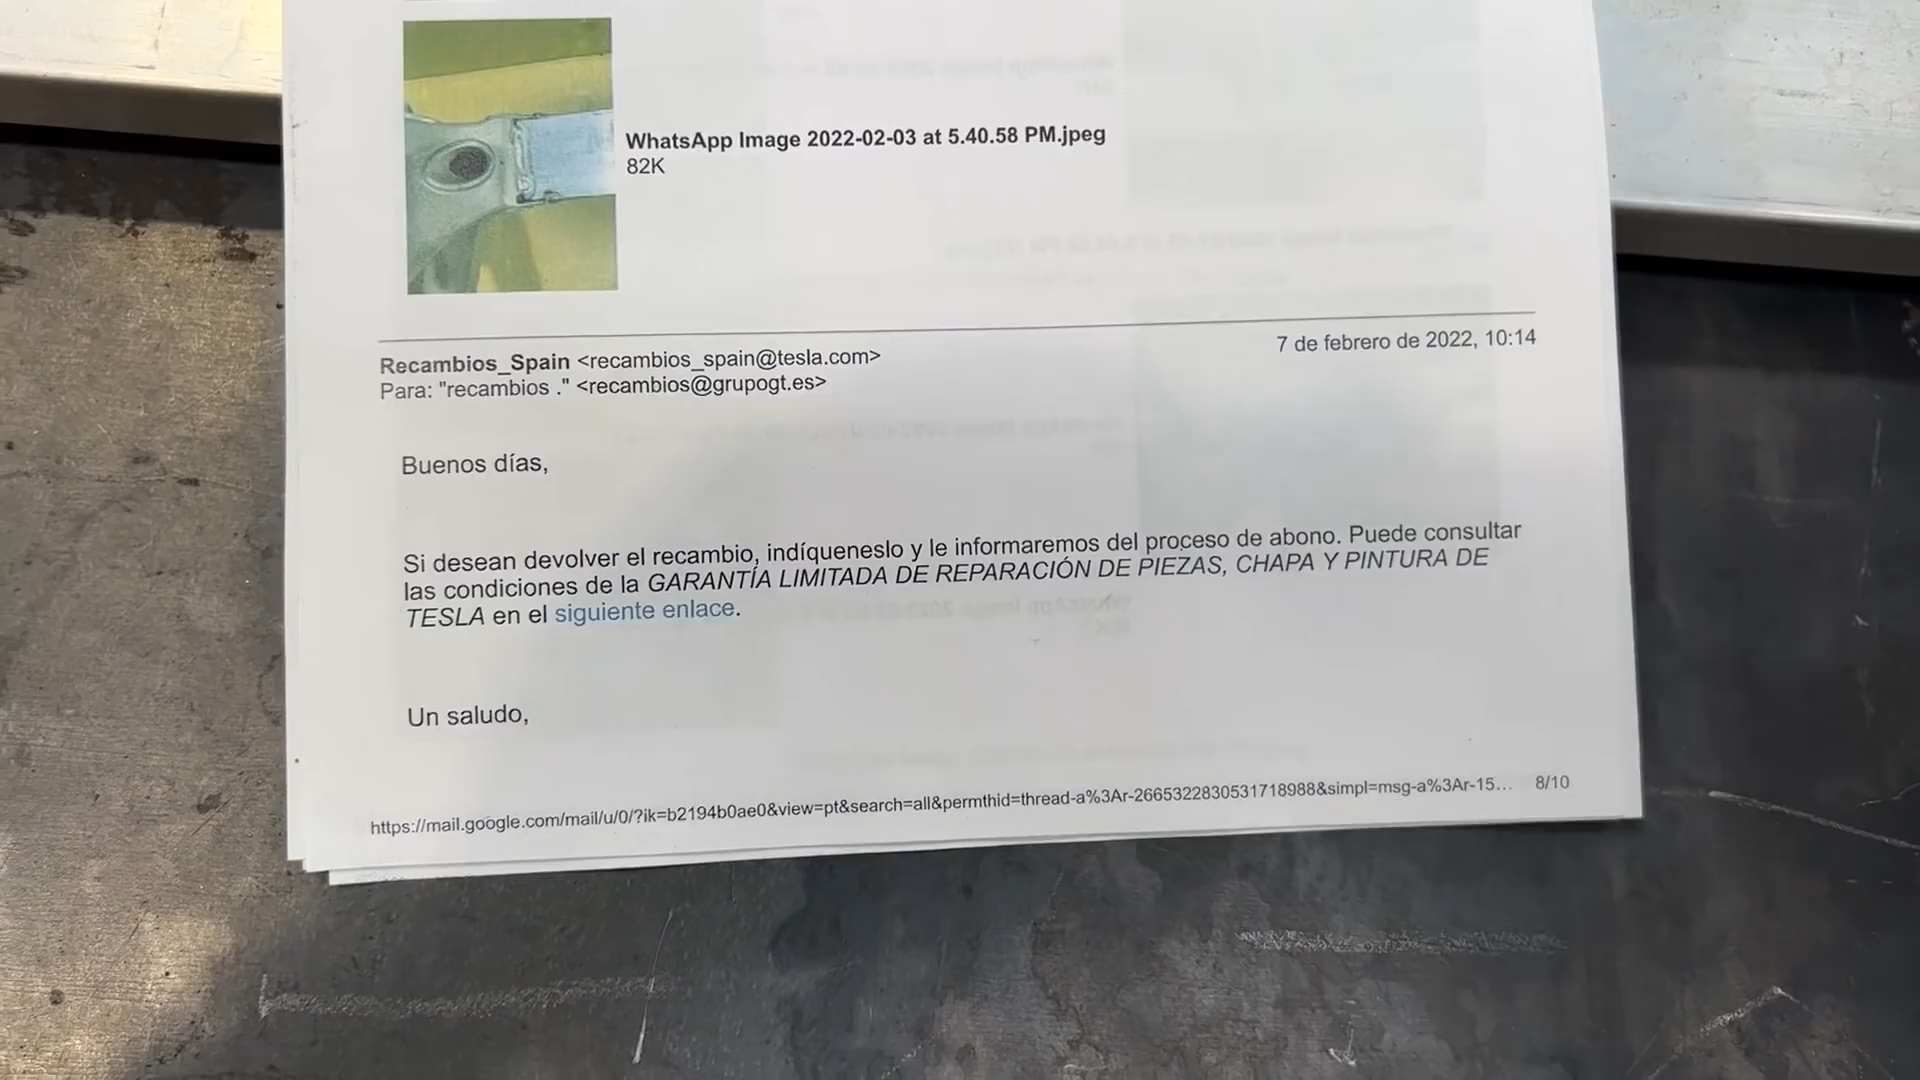 WhatsApp Image 2022-02-03 at 5.40.58 PM.jpeg
82K
Recambios_Spain <recambios_spain@tesla.com>
7 de febrero de 2022, 10:14
Para: "recambios ." <recambios@grupogt.es>
Buenos días,
Si desean devolver el recambio, indíqueneslo y le informaremos del proceso de abono. Puede consultar
las condiciones de la GARANTÍA LIMITADA DE REPARACIÓN DE PIEZAS, CHAPA Y PINTURA DE
TESLA en el siguiente enlace.
Un saludo,
https://mail.google.com/mail/u/0/?ik=b2194b0ae0&view=pt&search=all&permthid=thread-a%3Ar-2665322830531718988&simpl=msg-a%3Ar-15... 8/10